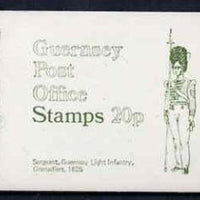 Guernsey
Post
Office
Stamps 20p
Sergeant, Guernsey Light Infantry,
Grenadiers, 1826